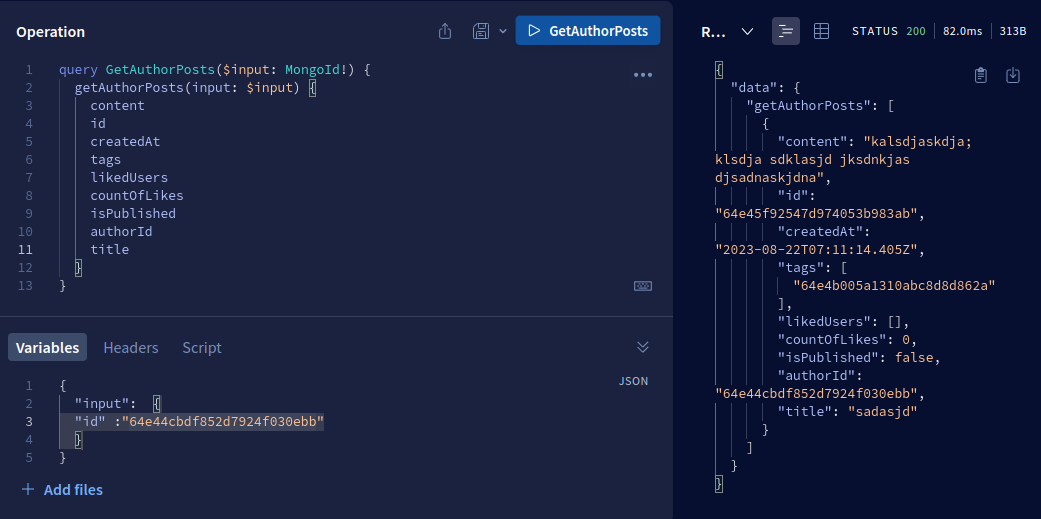 Operation
GetAuthorPosts
1 query GetAuthorPosts($input: MongoId!) {
2 getAuthorPosts(input: $input) {
3 content
4 id
5 createdAt
6 tags
7 likedUsers
8 countOfLikes
9 isPublished
10 authorId
11 title
12 }
13 }
Variables Headers Script
JSON
1 {
2 "input":  {
3 "id" :"64e44cbdf852d7924f030ebb"
4 }
5 }
+ Add files
R... STATUS 200 82.0ms 313B
{
"data": {
"getAuthorPosts": [
{
"content": "kalsdjaskdja;
klsdja sdklasjd jksdnkjas
djsadnaskjdna",
"id":
"64e45f92547d974053b983ab",
"createdAt":
"2023-08-22T07:11:14.405Z",
"tags": [
"64e4b005a1310abc8d8d862a"
],
"likedUsers": [],
"countOfLikes": 0,
"isPublished": false,
"authorId":
"64e44cbdf852d7924f030ebb",
"title": "sadasjd"
}
]
}
}